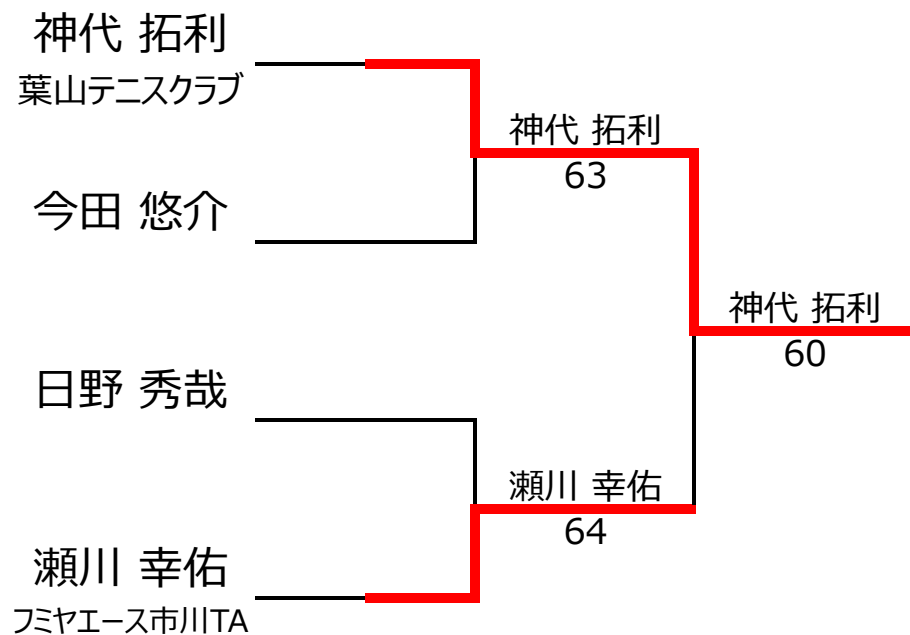 神代 拓利
葉山テニスクラブ
神代 拓利
63
今田 悠介
神代 拓利
60
日野 秀哉
瀬川 幸佑
64
瀬川 幸佑
フミヤエース市川TA